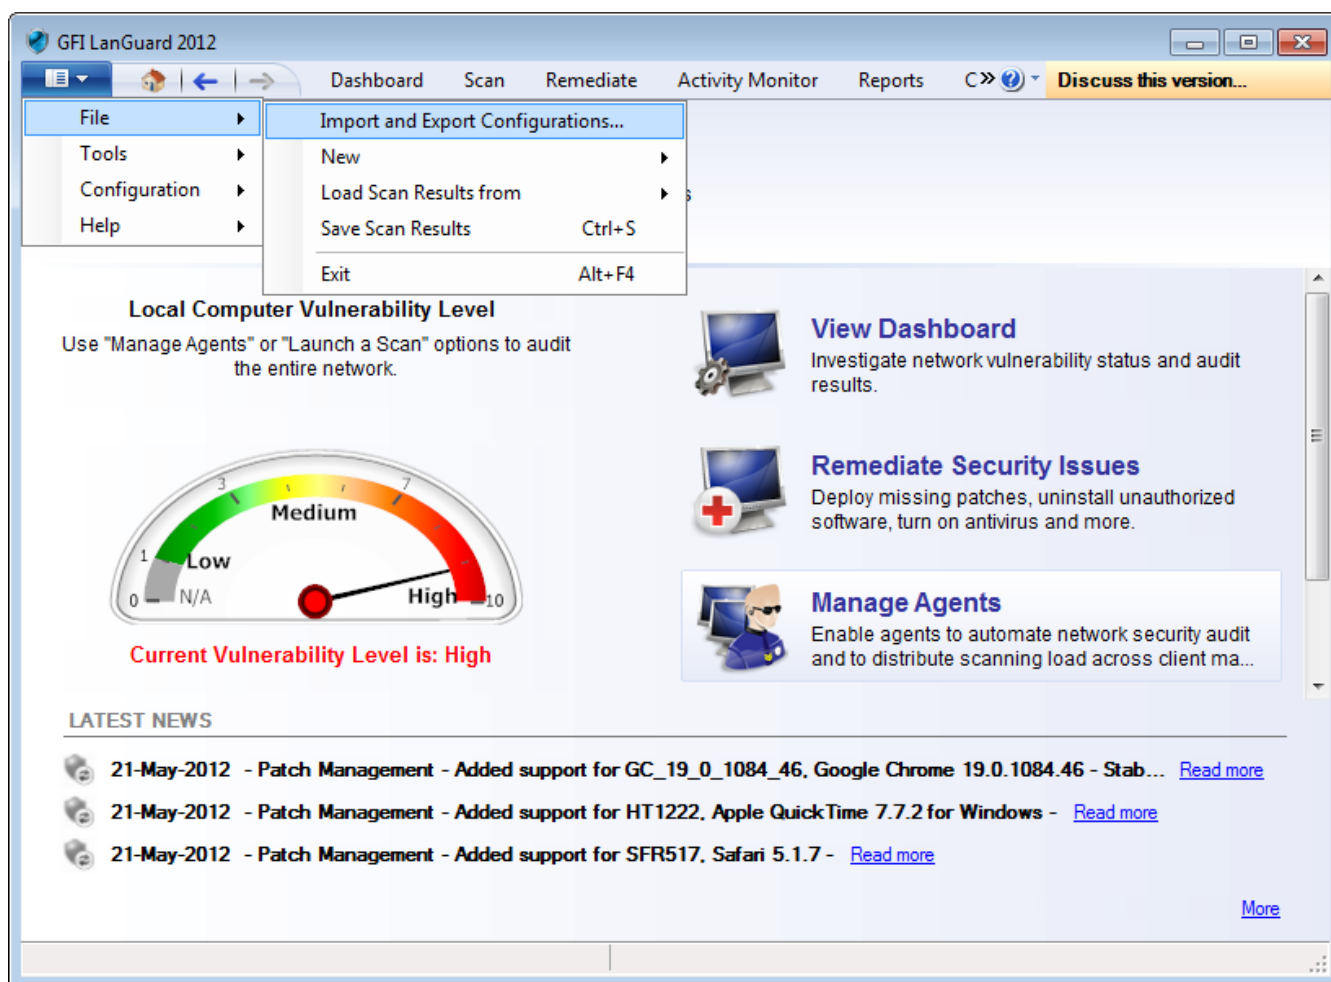 GFI LanGuard 2012
Dashboard Scan Remediate Activity Monitor Reports C» Discuss this version...
File
Tools
Configuration
Help
Import and Export Configurations...
New
Load Scan Results from
Save Scan Results Ctrl+S
Exit Alt+F4
s
Local Computer Vulnerability Level
Use "Manage Agents" or "Launch a Scan" options to audit
the entire network.
0 1 3 7 10
N/A Low Medium High
Current Vulnerability Level is: High
View Dashboard
Investigate network vulnerability status and audit
results.
Remediate Security Issues
Deploy missing patches, uninstall unauthorized
software, turn on antivirus and more.
Manage Agents
Enable agents to automate network security audit
and to distribute scanning load across client ma...
LATEST NEWS
21-May-2012 - Patch Management - Added support for GC_19_0_1084_46, Google Chrome 19.0.1084.46 - Stab... Read more
21-May-2012 - Patch Management - Added support for HT1222, Apple QuickTime 7.7.2 for Windows - Read more
21-May-2012 - Patch Management - Added support for SFR517, Safari 5.1.7 - Read more
More